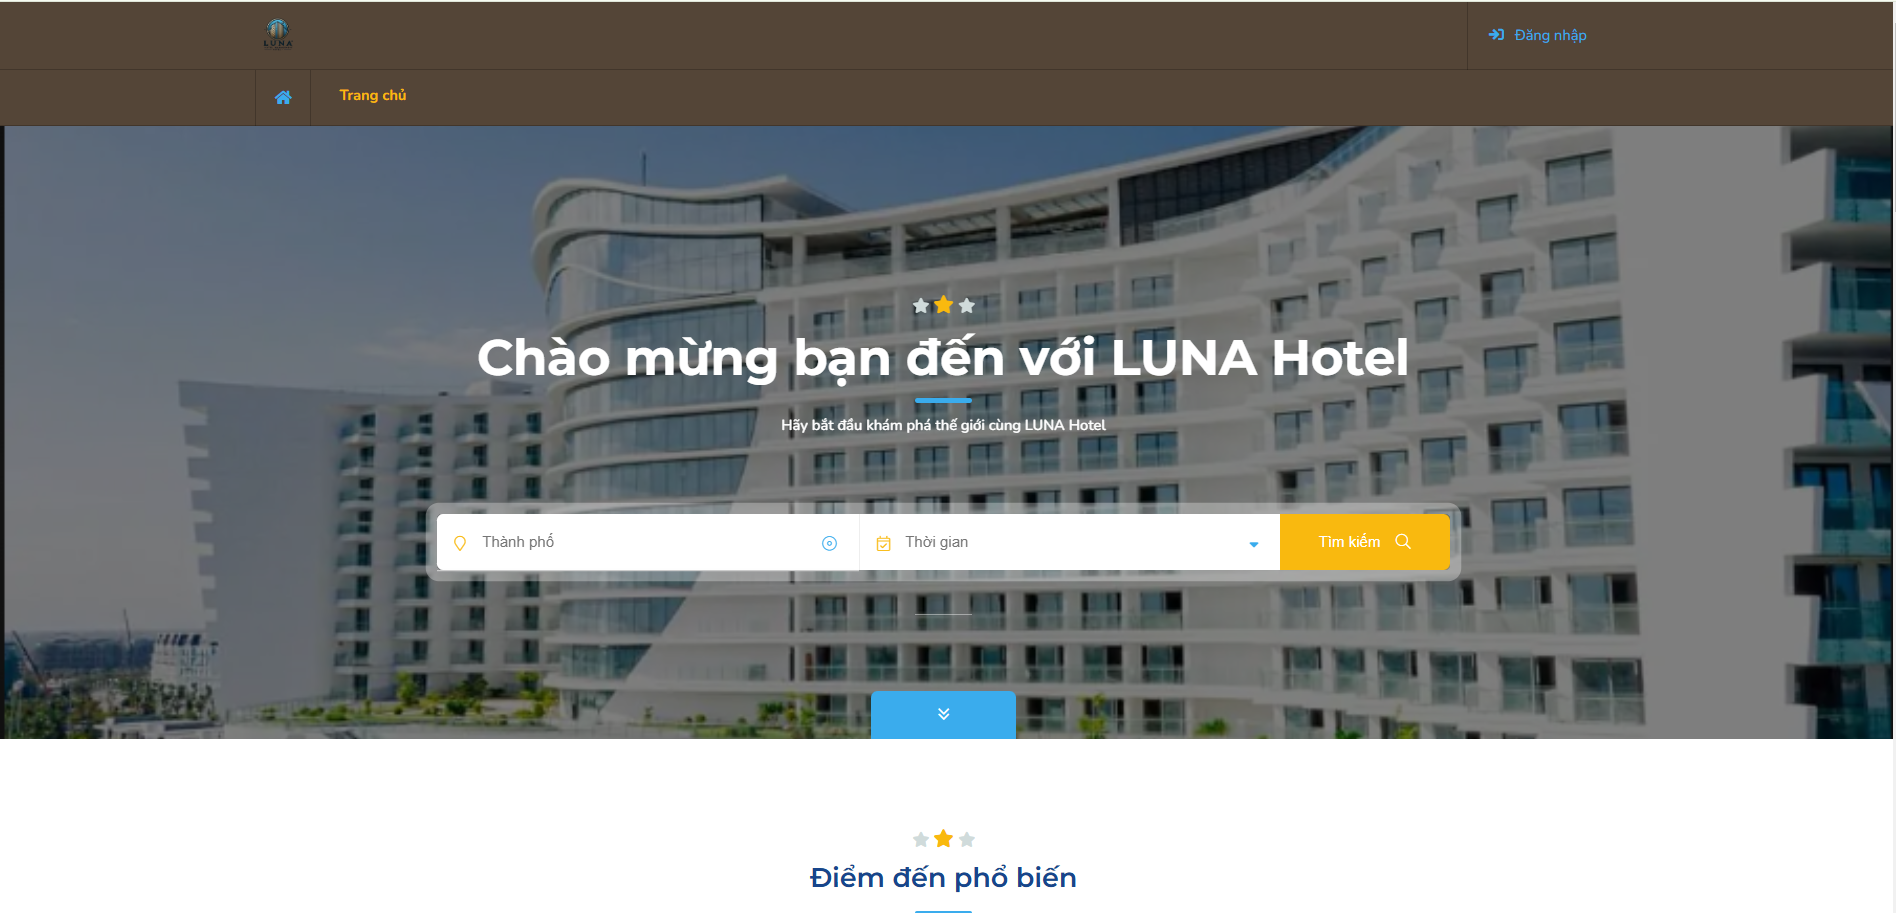 LUNA
Đăng nhập
Trang chủ
Chào mừng bạn đến với LUNA Hotel
Hãy bắt đầu khám phá thế giới cùng LUNA Hotel
Thành phố
Thời gian
Tìm kiếm
Điểm đến phổ biến